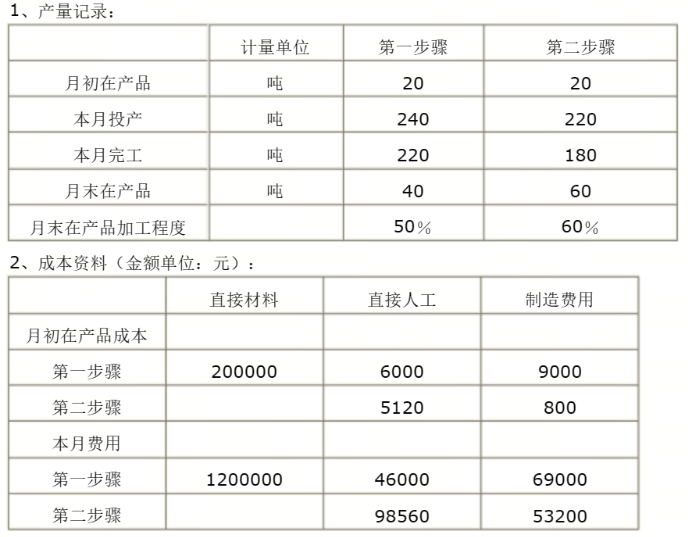 1、产量记录：
计量单位 第一步骤 第二步骤
月初在产品 吨 20 20
本月投产 吨 240 220
本月完工 吨 220 180
月末在产品 吨 40 60
月末在产品加工程度 50% 60%
2、成本资料（金额单位：元）：
直接材料 直接人工 制造费用
月初在产品成本
第一步骤 200000 6000 9000
第二步骤 5120 800
本月费用
第一步骤 1200000 46000 69000
第二步骤 98560 53200